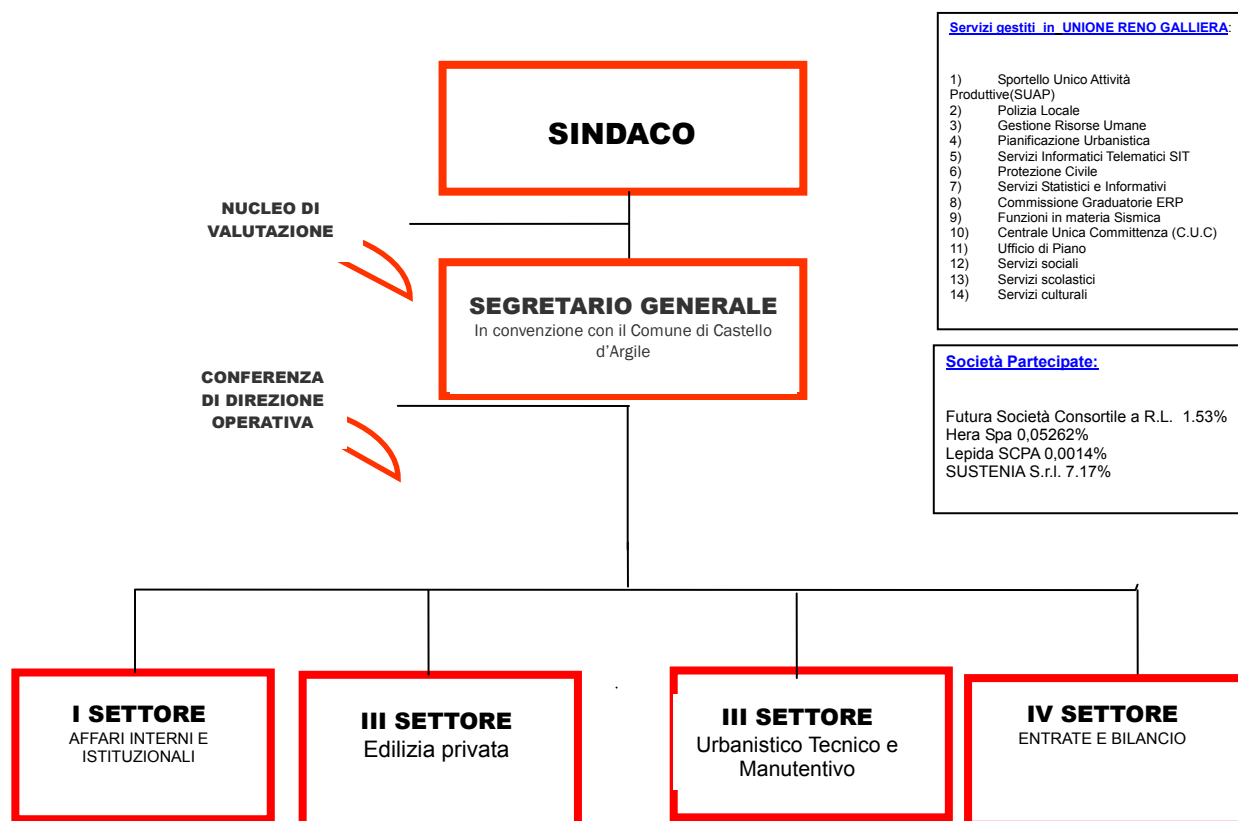 SINDACO
NUCLEO DI
VALUTAZIONE
SEGRETARIO GENERALE
In convenzione con il Comune di Castello
d'Argile
CONFERENZA
DI DIREZIONE
OPERATIVA
Servizi gestiti in UNIONE RENO GALLIERA:
1) Sportello Unico Attività
Produttive(SUAP)
2) Polizia Locale
3) Gestione Risorse Umane
4) Pianificazione Urbanistica
5) Servizi Informatici Telematici SIT
6) Protezione Civile
7) Servizi Statistici e Informativi
8) Commissione Graduatorie ERP
9) Funzioni in materia Sismica
10) Centrale Unica Committenza (C.U.C)
11) Ufficio di Piano
12) Servizi sociali
13) Servizi scolastici
14) Servizi culturali
Società Partecipate:
Futura Società Consortile a R.L. 1.53%
Hera Spa 0,05262%
Lepida SCPA 0,0014%
SUSTENIA S.r.l. 7.17%
I SETTORE
AFFARI INTERNI E
ISTITUZIONALI
III SETTORE
Edilizia privata
III SETTORE
Urbanistico Tecnico e
Manutentivo
IV SETTORE
ENTRATE E BILANCIO